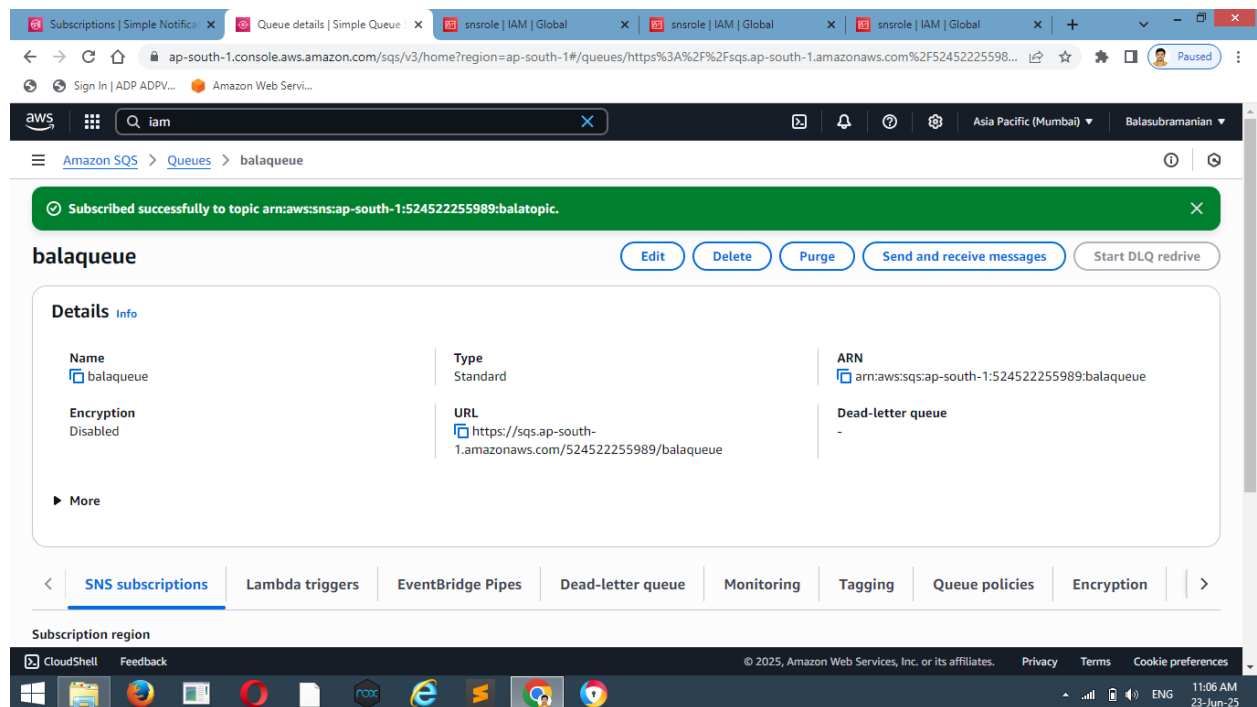 Subscriptions | Simple Notifica
Queue details | Simple Queue
snsrole | IAM | Global
snsrole | IAM | Global
snsrole | IAM | Global
ap-south-1.console.aws.amazon.com/sqs/v3/home?region=ap-south-1#/queues/https%3A%2F%2Fsqs.ap-south-1.amazonaws.com%2F52452225598...
Paused
Sign In | ADP ADPV...
Amazon Web Servi...
aws
iam
Asia Pacific (Mumbai)
Balasubramanian
Amazon SQS > Queues > balaqueue
Subscribed successfully to topic arn:aws:sns:ap-south-1:524522255989:balatopic.
balaqueue
Edit
Delete
Purge
Send and receive messages
Start DLQ redrive
Details Info
Name
balaqueue
Type
Standard
ARN
arn:aws:sqs:ap-south-1:524522255989:balaqueue
Encryption
Disabled
URL
https://sqs.ap-south-
1.amazonaws.com/524522255989/balaqueue
Dead-letter queue
-
More
SNS subscriptions
Lambda triggers
EventBridge Pipes
Dead-letter queue
Monitoring
Tagging
Queue policies
Encryption
Subscription region
CloudShell
Feedback
© 2025, Amazon Web Services, Inc. or its affiliates.
Privacy
Terms
Cookie preferences
nox
ENG
11:06 AM
23-Jun-25